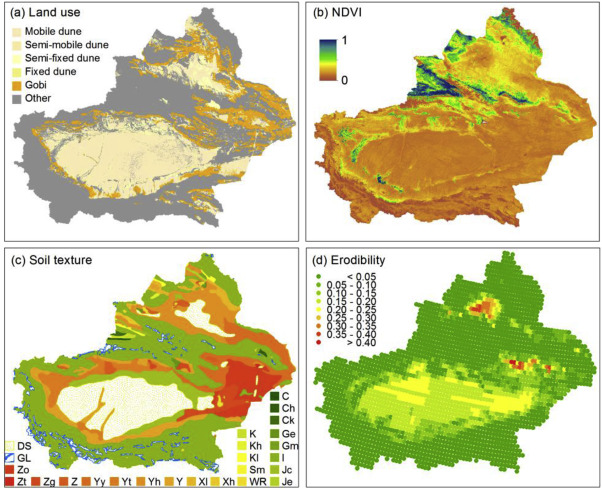 (a) Land use
Mobile dune
Semi-mobile dune
Semi-fixed dune
Fixed dune
Gobi
Other
(b) NDVI
1
0
(c) Soil texture
DS
GL
Zo
Zt Zg Z Yy Yt Yh Y Xl Xh WR Je
K
Kh
Kl
Sm
C
Ch
Ck
Ge
Gm
I
Jc
(d) Erodibility
< 0.05
0.05 - 0.10
0.10 - 0.15
0.15 - 0.20
0.20 - 0.25
0.25 - 0.30
0.30 - 0.35
0.35 - 0.40
> 0.40